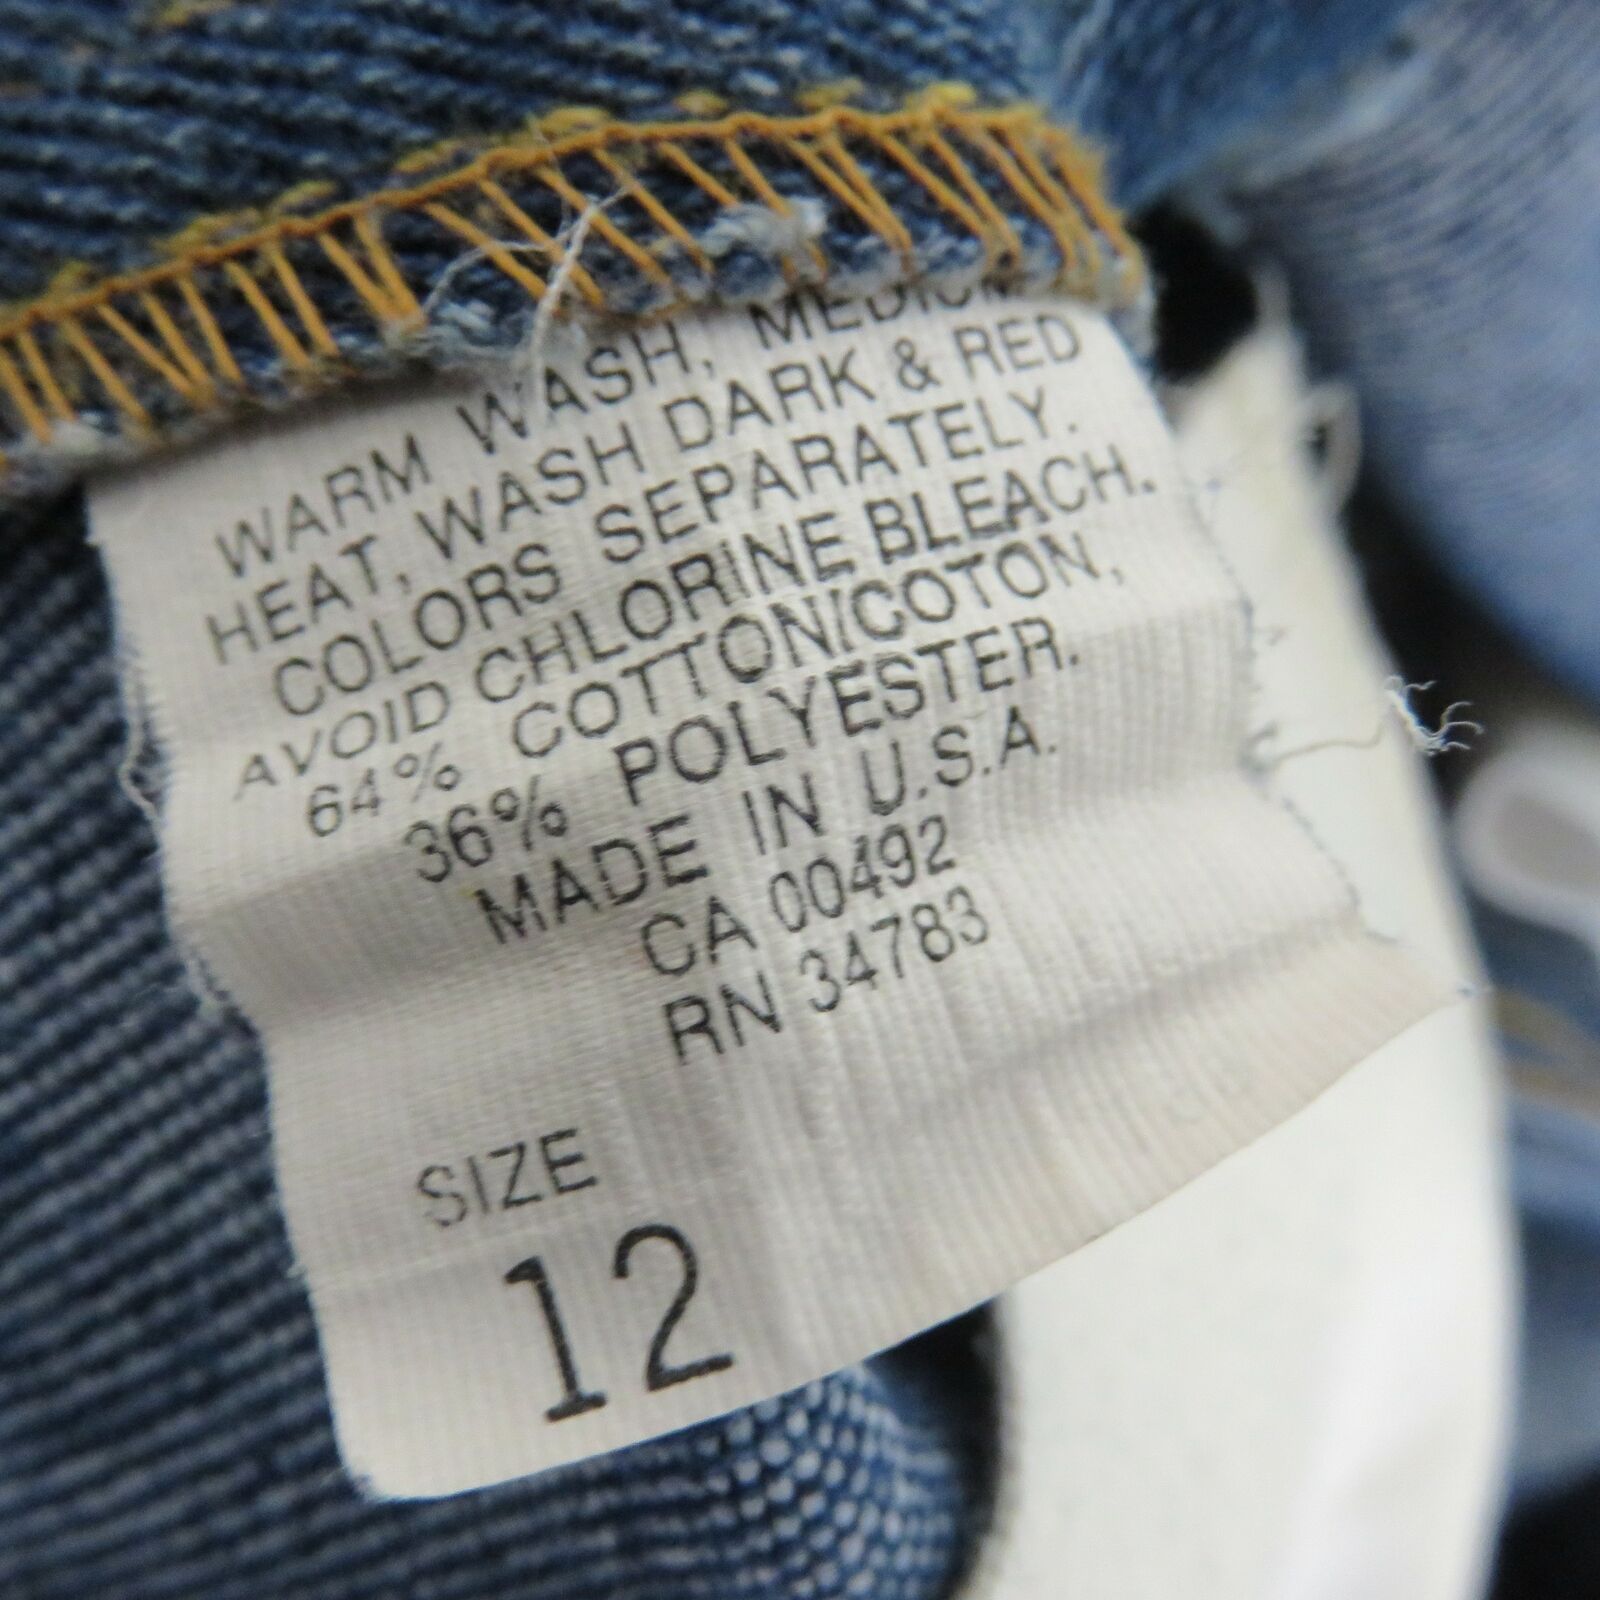 WARM WASH, MEDIUM
HEAT, WASH DARK & RED
COLORS SEPARATELY.
AVOID CHLORINE BLEACH.
64% COTTON/COTON,
36% POLYESTER.
MADE IN U.S.A.
CA 00492
RN 34783
SIZE
12